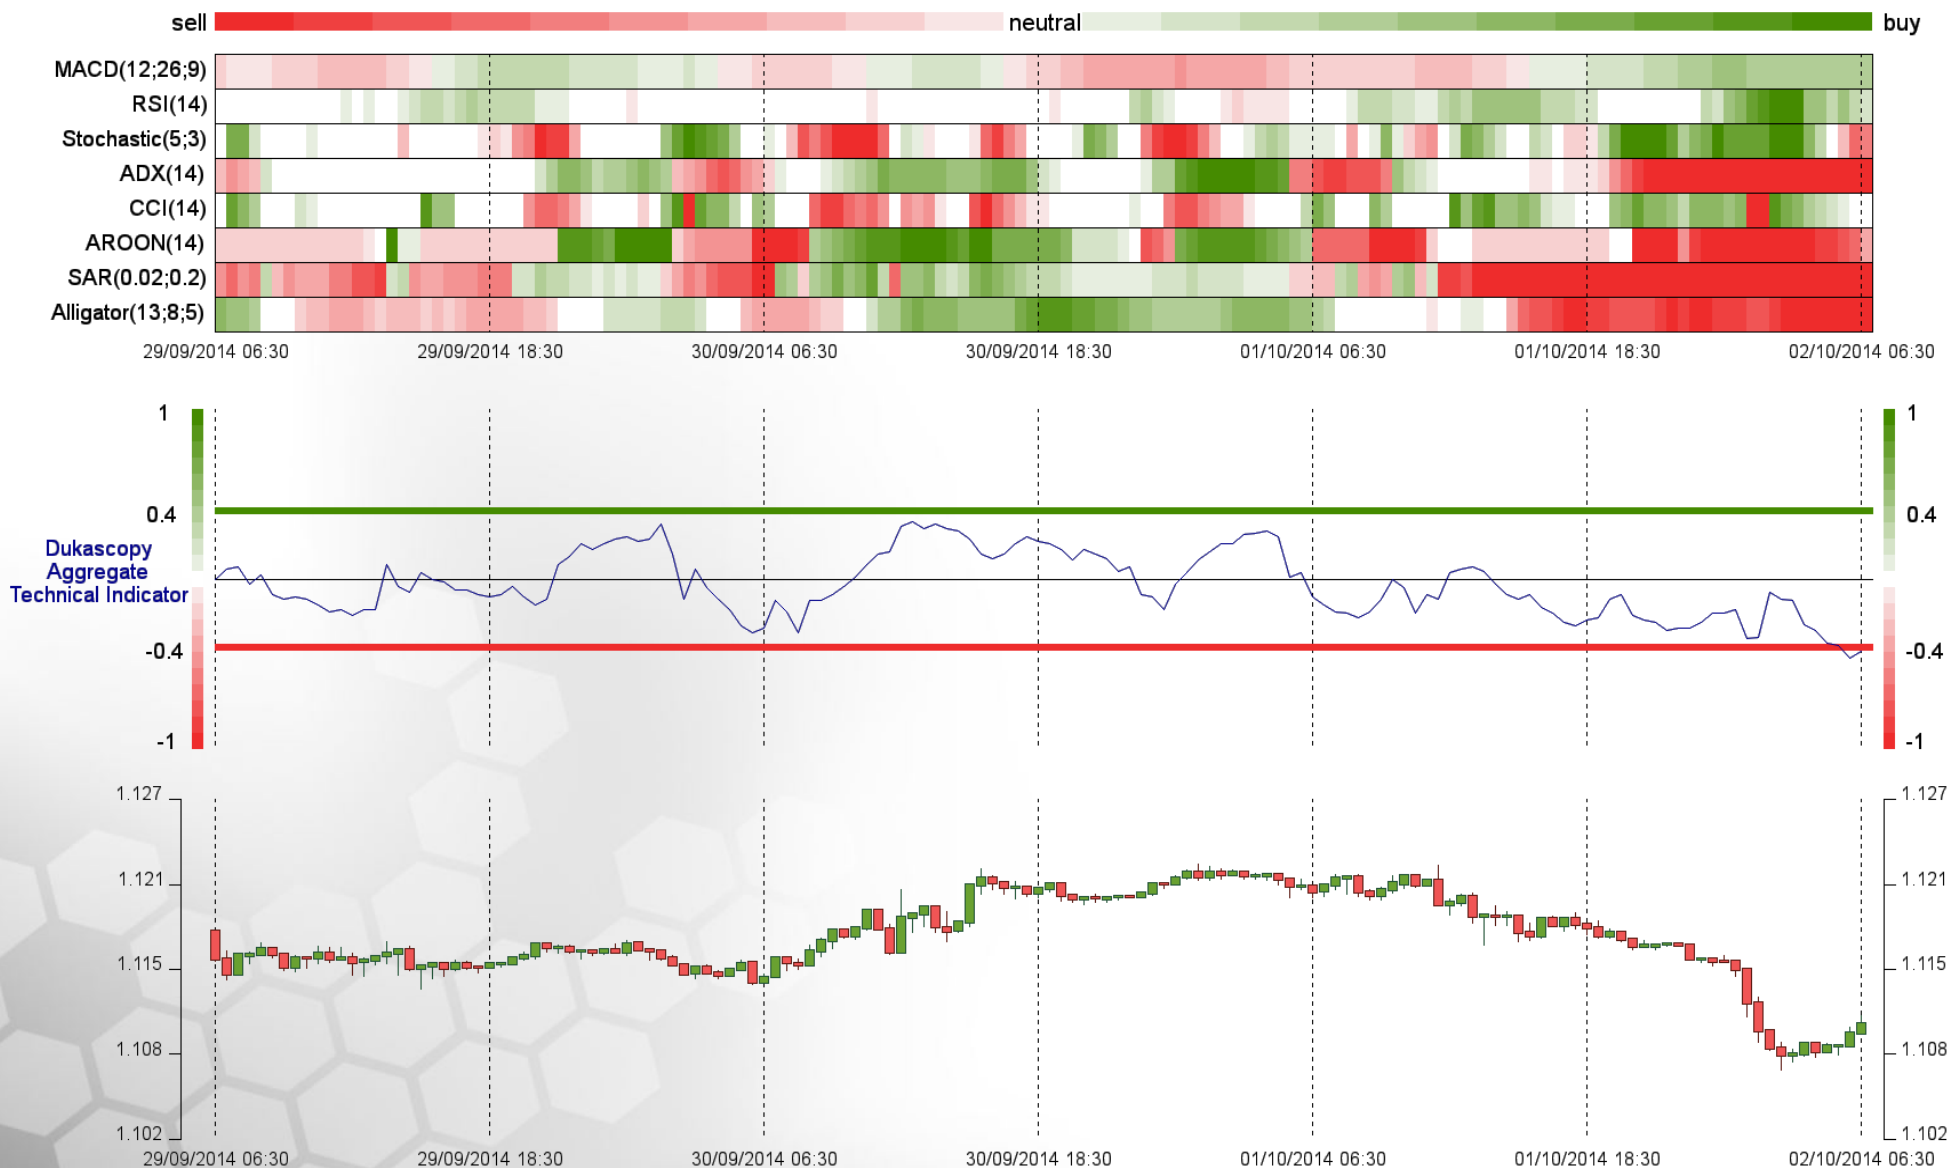 sell neutral buy
MACD(12;26;9)
RSI(14)
Stochastic(5;3)
ADX(14)
CCI(14)
AROON(14)
SAR(0.02;0.2)
Alligator(13;8;5)
29/09/2014 06:30 29/09/2014 18:30 30/09/2014 06:30 30/09/2014 18:30 01/10/2014 06:30 01/10/2014 18:30 02/10/2014 06:30
1 1
0.4 0.4
Dukascopy
Aggregate
Technical Indicator
-0.4 -0.4
-1 -1
1.127 1.127
1.121 1.121
1.115 1.115
1.108 1.108
1.102 1.102
29/09/2014 06:30 29/09/2014 18:30 30/09/2014 06:30 30/09/2014 18:30 01/10/2014 06:30 01/10/2014 18:30 02/10/2014 06:30